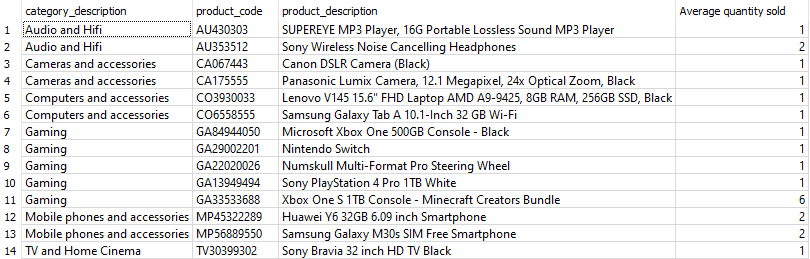 category_description product_code product_description Average quantity sold
1 Audio and Hifi AU430303 SUPEREYE MP3 Player, 16G Portable Lossless Sound MP3 Player 1
2 Audio and Hifi AU353512 Sony Wireless Noise Cancelling Headphones 2
3 Cameras and accessories CA067443 Canon DSLR Camera (Black) 1
4 Cameras and accessories CA175555 Panasonic Lumix Camera, 12.1 Megapixel, 24x Optical Zoom, Black 1
5 Computers and accessories CO3930033 Lenovo V145 15.6" FHD Laptop AMD A9-9425, 8GB RAM, 256GB SSD, Black 1
6 Computers and accessories CO6558555 Samsung Galaxy Tab A 10.1-Inch 32 GB Wi-Fi 1
7 Gaming GA84944050 Microsoft Xbox One 500GB Console - Black 1
8 Gaming GA29002201 Nintendo Switch 1
9 Gaming GA22020026 Numskull Multi-Format Pro Steering Wheel 1
10 Gaming GA13949494 Sony PlayStation 4 Pro 1TB White 1
11 Gaming GA33533688 Xbox One S 1TB Console - Minecraft Creators Bundle 6
12 Mobile phones and accessories MP45322289 Huawei Y6 32GB 6.09 inch Smartphone 2
13 Mobile phones and accessories MP56889550 Samsung Galaxy M30s SIM Free Smartphone 2
14 TV and Home Cinema TV30399302 Sony Bravia 32 inch HD TV Black 1